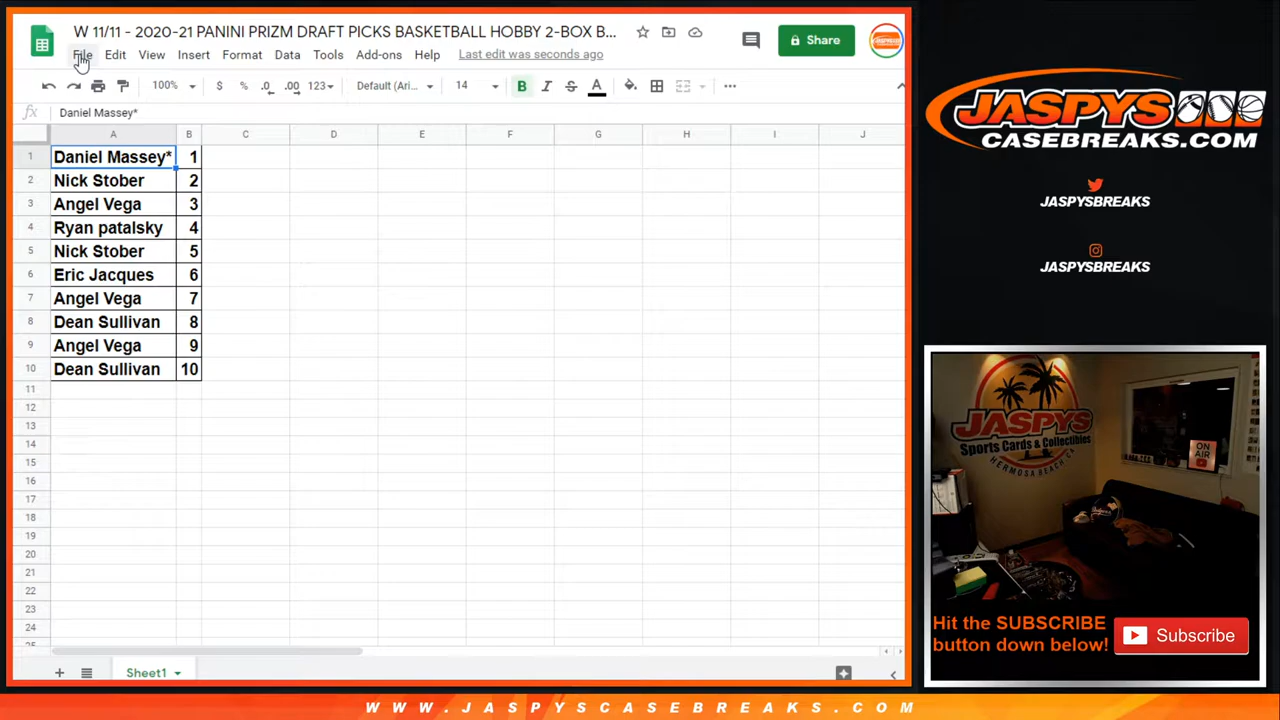 W 11/11 - 2020-21 PANINI PRIZM DRAFT PICKS BASKETBALL HOBBY 2-BOX B...
File Edit View Insert Format Data Tools Add-ons Help Last edit was seconds ago
Share
100% $ % .0 .00 123 Default (Ari... 14 B I S A
fx Daniel Massey*
A B C D E F G H I J
1 Daniel Massey* 1
2 Nick Stober 2
3 Angel Vega 3
4 Ryan patalsky 4
5 Nick Stober 5
6 Eric Jacques 6
7 Angel Vega 7
8 Dean Sullivan 8
9 Angel Vega 9
10 Dean Sullivan 10
11
12
13
14
15
16
17
18
19
20
21
22
23
24
25
Sheet1
JASPYS
CASEBREAKS.COM
JASPYSBREAKS
JASPYSBREAKS
JASPYS
Sports Cards & Collectibles
HERMOSA BEACH CA
ON
AIR
Hit the SUBSCRIBE
button down below!
Subscribe
WWW.JASPYSCASEBREAKS.COM